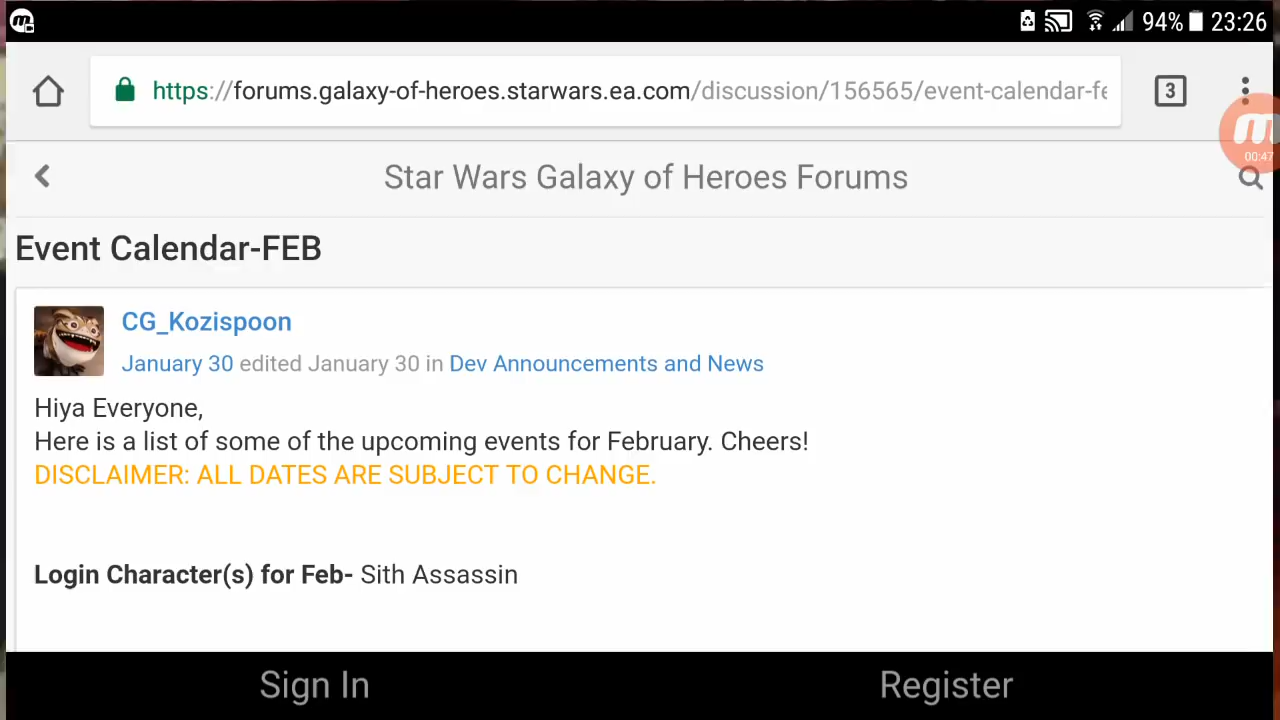 94% 23:26
https://forums.galaxy-of-heroes.starwars.ea.com/discussion/156565/event-calendar-fe
3
00:47
Star Wars Galaxy of Heroes Forums
Event Calendar-FEB
CG_Kozispoon
January 30 edited January 30 in Dev Announcements and News
Hiya Everyone,
Here is a list of some of the upcoming events for February. Cheers!
DISCLAIMER: ALL DATES ARE SUBJECT TO CHANGE.
Login Character(s) for Feb- Sith Assassin
Sign In Register